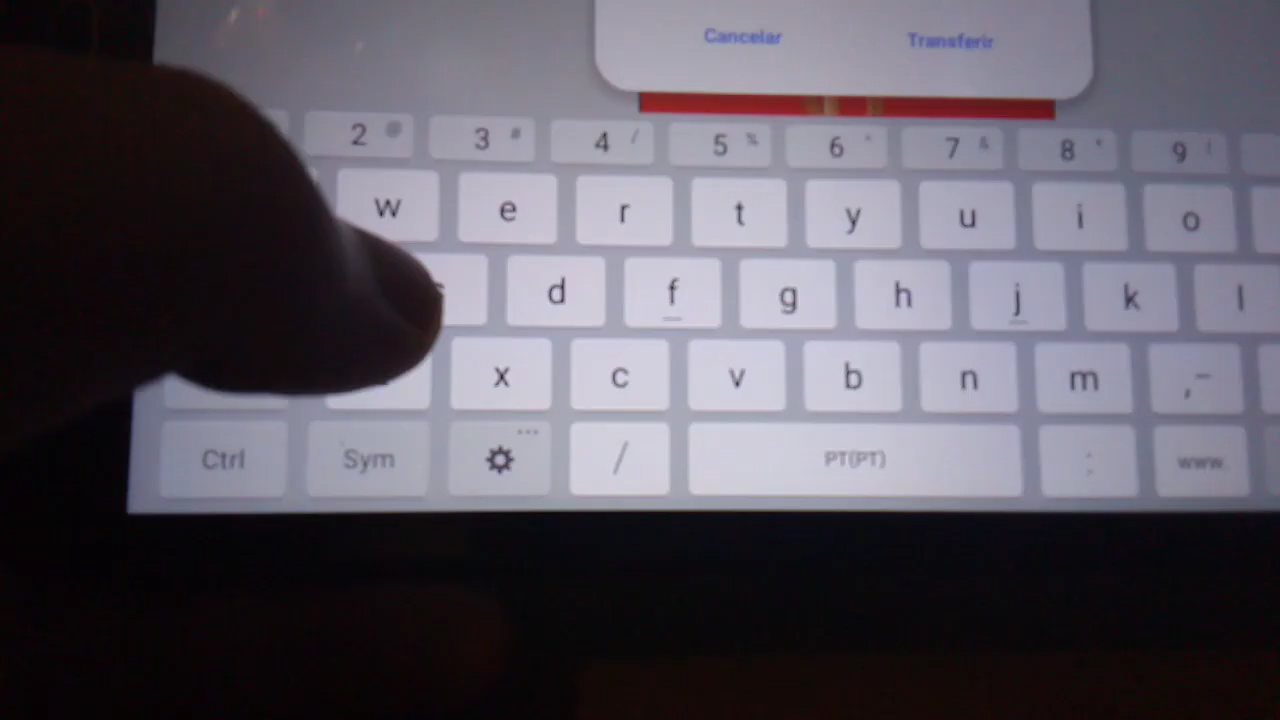 Cancelar Transferir
2 @ 3 # 4 / 5 % 6 7 & 8 * 9 (
w e r t y u i o
d f g h j k l
x c v b n m , -
Ctrl Sym ... / PT(PT) : www.